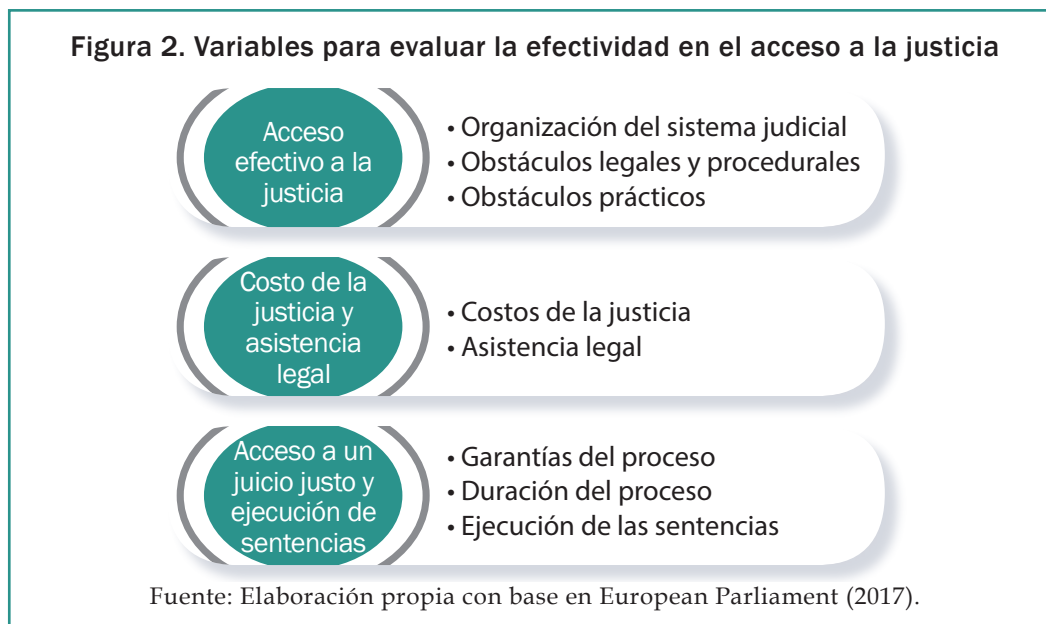 Figura 2. Variables para evaluar la efectividad en el acceso a la justicia
Acceso
efectivo a la
justicia
• Organización del sistema judicial
• Obstáculos legales y procedurales
• Obstáculos prácticos
Costo de la
justicia y
asistencia
legal
• Costos de la justicia
• Asistencia legal
Acceso a un
juicio justo y
ejecución de
sentencias
• Garantías del proceso
• Duración del proceso
• Ejecución de las sentencias
Fuente: Elaboración propia con base en European Parliament (2017).